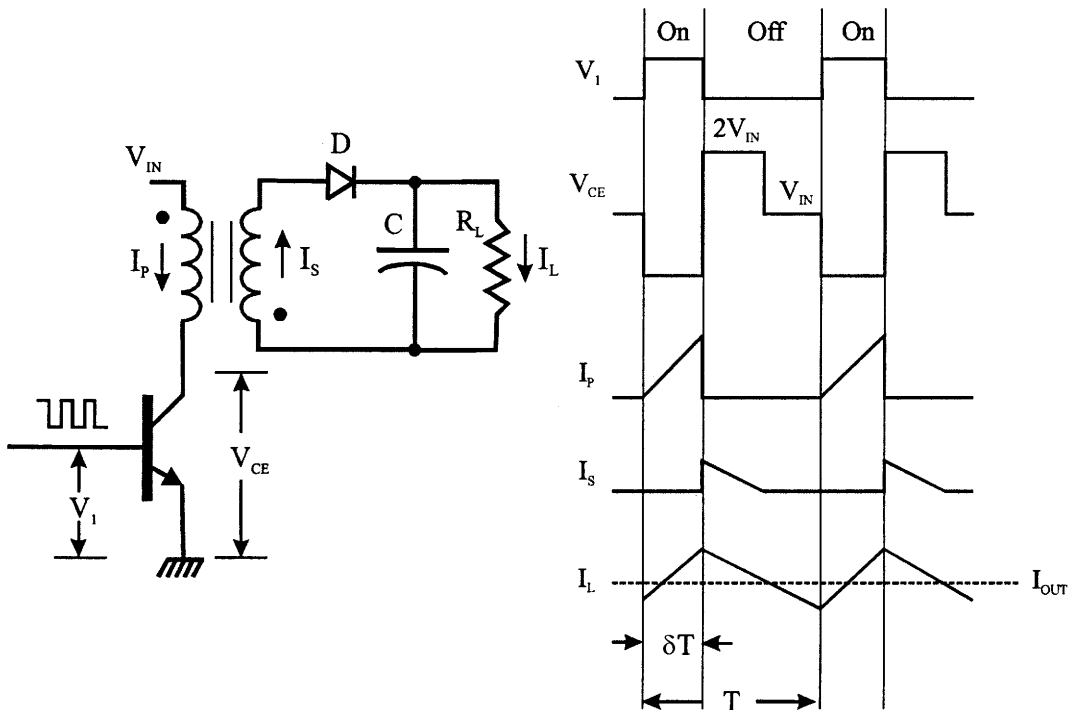 V_IN
D
I_P
I_S
C
R_L
I_L
V_1
V_CE
On Off On
V_1
2V_IN
V_CE
V_IN
I_P
I_S
I_L
I_OUT
δT
T